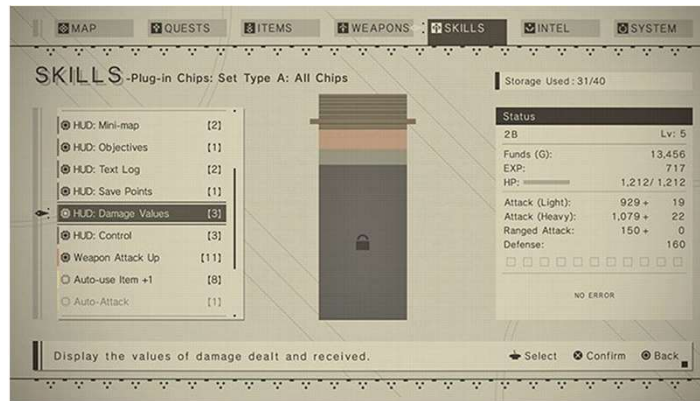 MAP QUESTS ITEMS WEAPONS SKILLS INTEL SYSTEM
SKILLS -Plug-in Chips: Set Type A: All Chips
Storage Used: 31/40
HUD: Mini-map [2]
HUD: Objectives [1]
HUD: Text Log [2]
HUD: Save Points [1]
HUD: Damage Values [3]
HUD: Control [3]
Weapon Attack Up [11]
Auto-use Item +1 [8]
Auto-Attack [1]
Status
2B Lv: 5
Funds (G): 13,456
EXP: 717
HP: 1,212/ 1,212
Attack (Light): 929 + 19
Attack (Heavy): 1,079 + 22
Ranged Attack: 150 + 0
Defense: 160
NO ERROR
Display the values of damage dealt and received.
Select Confirm Back